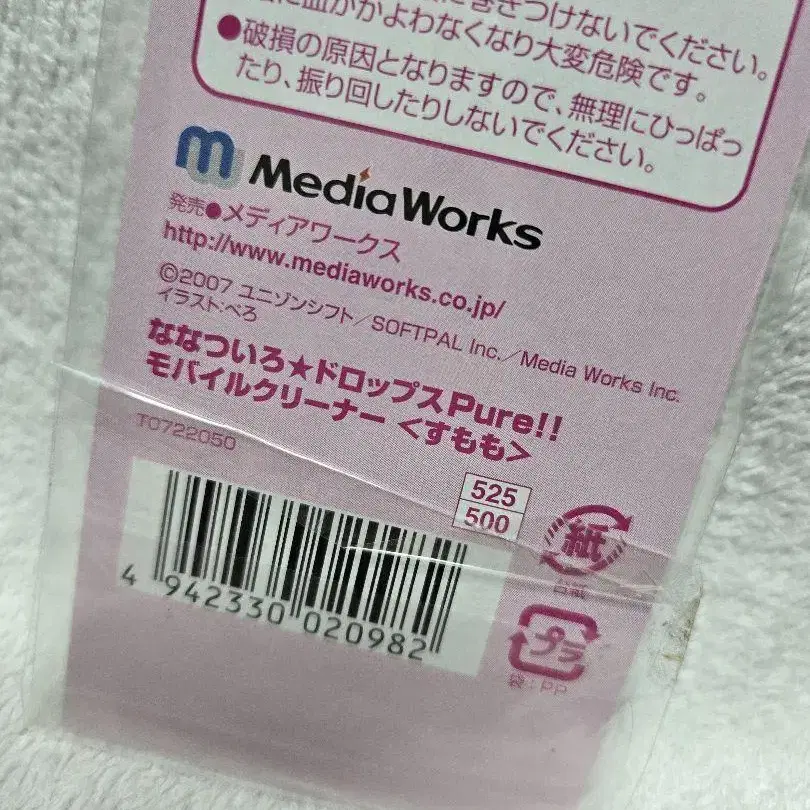 きつけないでください。
血がかよわなくなり大変危険です。
●破損の原因となりますので、無理にひっぱっ
たり、振り回したりしないでください。
m MediaWorks
発売●メディアワークス
http://www.mediaworks.co.jp/
©2007 ユニゾンシフト/SOFTPAL Inc./Media Works Inc.
イラスト:ぺろ
ななついろ★ドロップスPure!!
モバイルクリーナー<すもも>
T0722050
525
500
紙
台紙
4 942330 020982
プラ
袋:PP